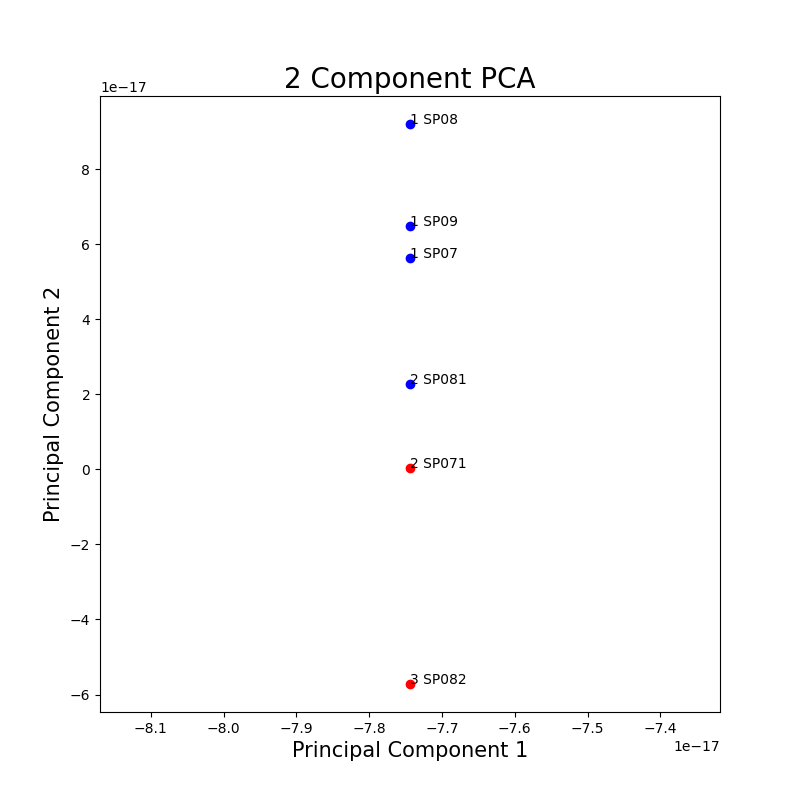 2 Component PCA
1e−17
1 SP08
8
1 SP09
6
1 SP07
4
2 SP081
2
2 SP071
0
−2
−4
3 SP082
−6
Principal Component 2
−8.1 −8.0 −7.9 −7.8 −7.7 −7.6 −7.5 −7.4
1e−17
Principal Component 1